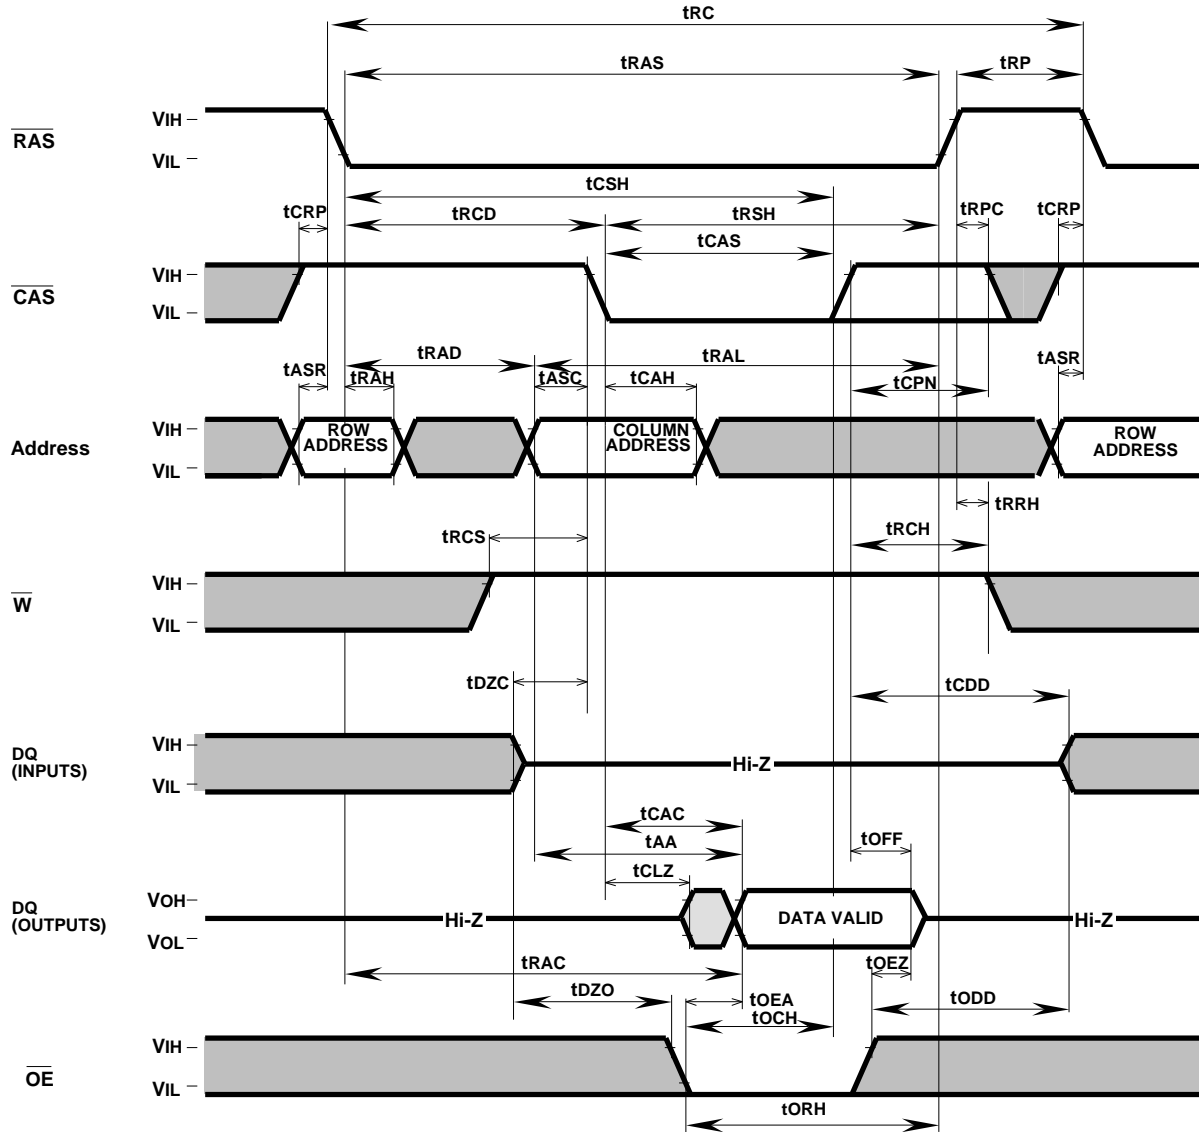 tRC
tRAS
tRP
RAS
VIH
VIL
tCSH
tCRP
tRCD
tRSH
tRPC
tCRP
tCAS
CAS
VIH
VIL
tRAD
tRAL
tASR
tRAH
tASC
tCAH
tCPN
tASR
Address
VIH
VIL
ROW
ADDRESS
COLUMN
ADDRESS
ROW
ADDRESS
tRRH
tRCS
tRCH
W
VIH
VIL
tDZC
tCDD
DQ
(INPUTS)
VIH
VIL
Hi-Z
tCAC
tAA
tOFF
tCLZ
DQ
(OUTPUTS)
VOH
VOL
Hi-Z
DATA VALID
Hi-Z
tRAC
tOEZ
tDZO
tOEA
tODD
tOCH
OE
VIH
VIL
tORH